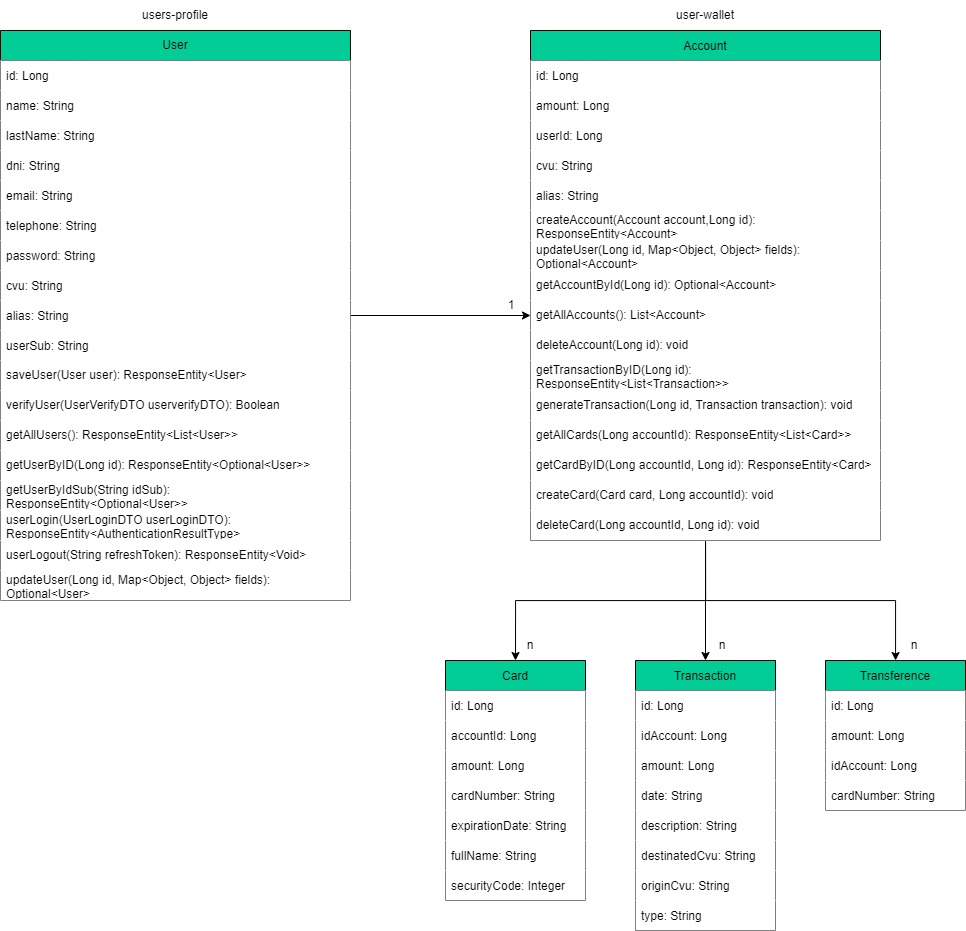 users-profile
User
id: Long
name: String
lastName: String
dni: String
email: String
telephone: String
password: String
cvu: String
alias: String
userSub: String
saveUser(User user): ResponseEntity<User>
verifyUser(UserVerifyDTO userverifyDTO): Boolean
getAllUsers(): ResponseEntity<List<User>>
getUserByID(Long id): ResponseEntity<Optional<User>>
getUserByIdSub(String idSub):
ResponseEntity<Optional<User>>
userLogin(UserLoginDTO userLoginDTO):
ResponseEntity<AuthenticationResultType>
userLogout(String refreshToken): ResponseEntity<Void>
updateUser(Long id, Map<Object, Object> fields):
Optional<User>
1
user-wallet
Account
id: Long
amount: Long
userId: Long
cvu: String
alias: String
createAccount(Account account,Long id):
ResponseEntity<Account>
updateUser(Long id, Map<Object, Object> fields):
Optional<Account>
getAccountById(Long id): Optional<Account>
getAllAccounts(): List<Account>
deleteAccount(Long id): void
getTransactionByID(Long id):
ResponseEntity<List<Transaction>>
generateTransaction(Long id, Transaction transaction): void
getAllCards(Long accountId): ResponseEntity<List<Card>>
getCardByID(Long accountId, Long id): ResponseEntity<Card>
createCard(Card card, Long accountId): void
deleteCard(Long accountId, Long id): void
n
Card
id: Long
accountId: Long
amount: Long
cardNumber: String
expirationDate: String
fullName: String
securityCode: Integer
n
Transaction
id: Long
idAccount: Long
amount: Long
date: String
description: String
destinatedCvu: String
originCvu: String
type: String
n
Transference
id: Long
amount: Long
idAccount: Long
cardNumber: String